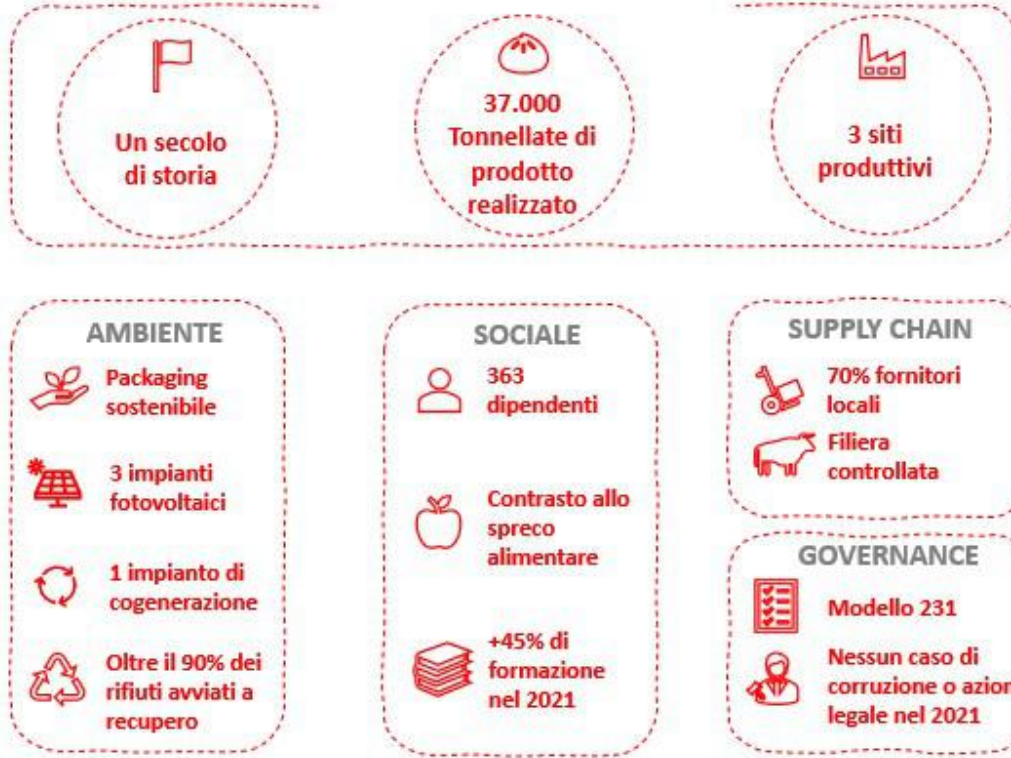 Un secolo
di storia
37.000
Tonnellate di
prodotto
realizzato
3 siti
produttivi
AMBIENTE
Packaging
sostenibile
3 impianti
fotovoltaici
1 impianto di
cogenerazione
Oltre il 90% dei
rifiuti avviati a
recupero
SOCIALE
363
dipendenti
Contrasto allo
spreco
alimentare
+45% di
formazione
nel 2021
SUPPLY CHAIN
70% fornitori
locali
Filiera
controllata
GOVERNANCE
Modello 231
Nessun caso di
corruzione o azion
legale nel 2021